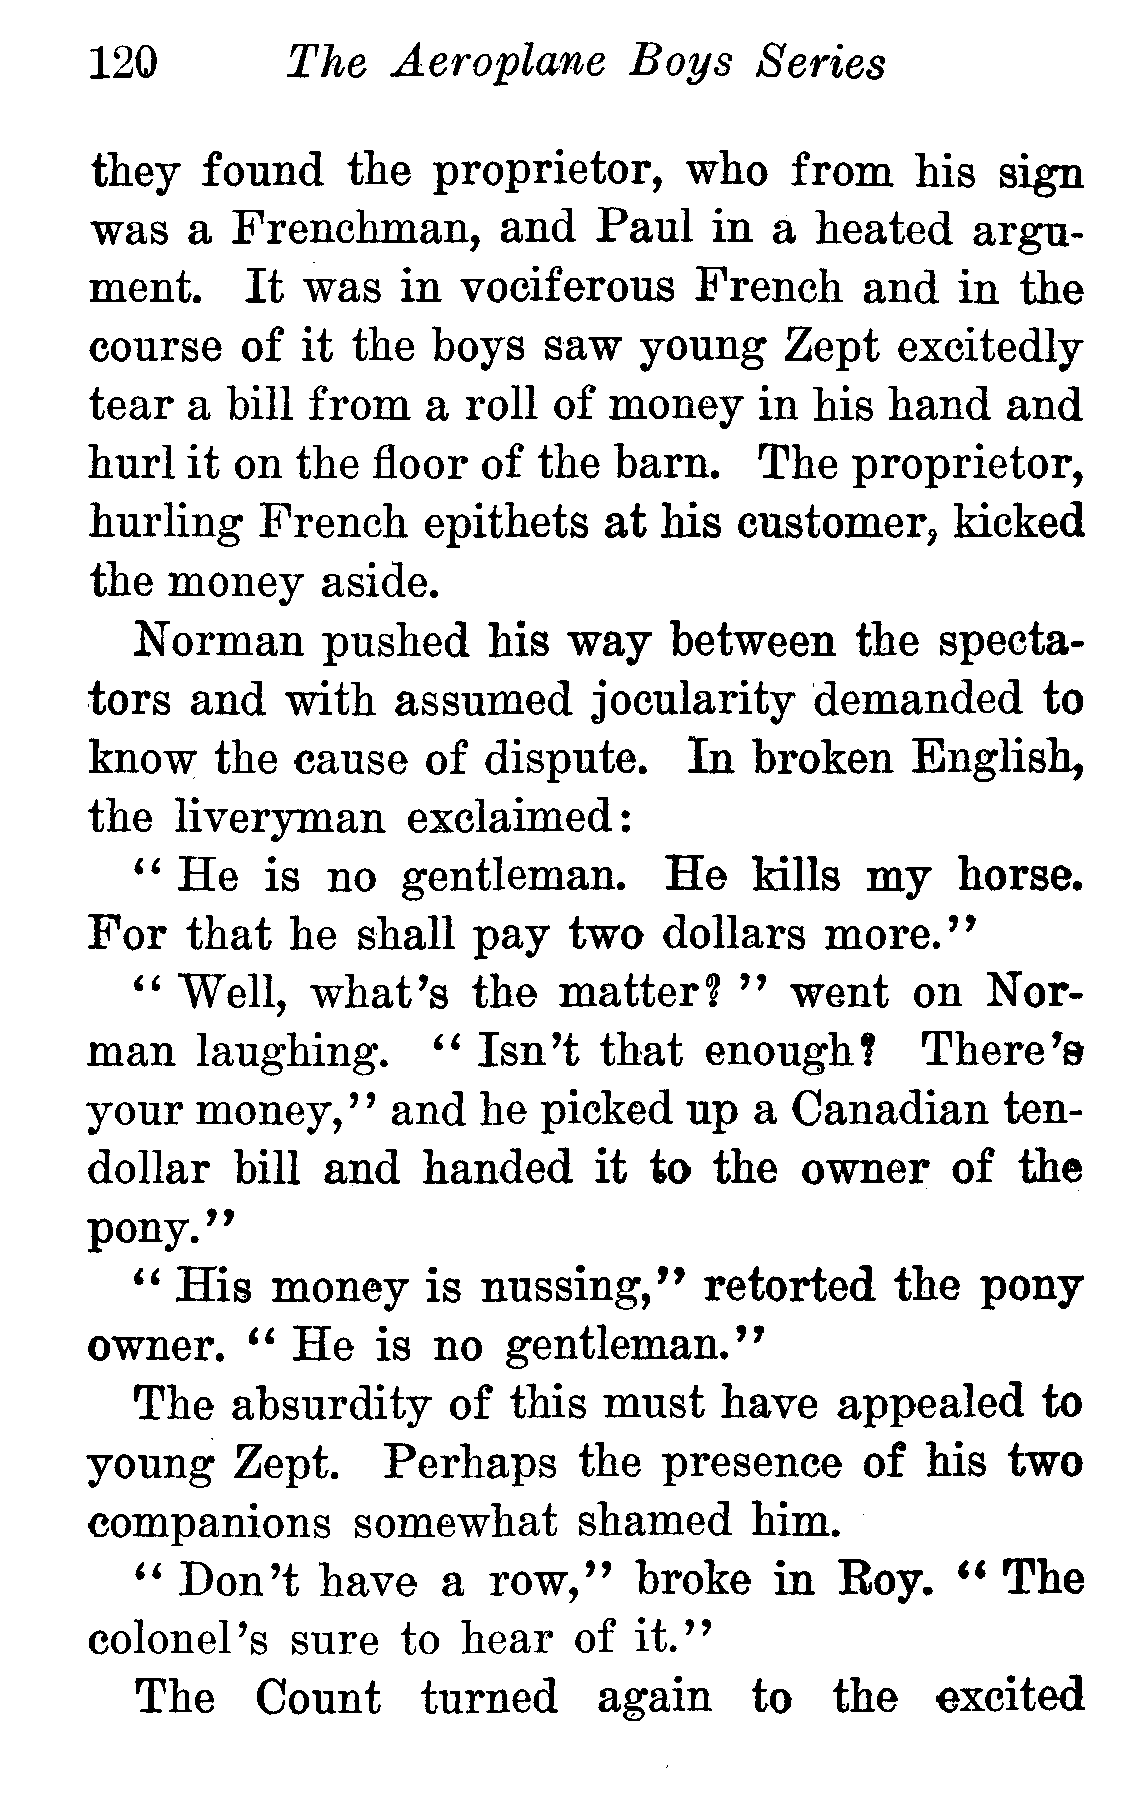 120 The Aeroplane Boys Series
they found the proprietor, who from his sign
was a Frenchman, and Paul in a heated argu-
ment. It was in vociferous French and in the
course of it the boys saw young Zept excitedly
tear a bill from a roll of money in his hand and
hurl it on the floor of the barn. The proprietor,
hurling French epithets at his customer, kicked
the money aside.
Norman pushed his way between the specta-
tors and with assumed jocularity demanded to
know the cause of dispute. In broken English,
the liveryman exclaimed:
“ He is no gentleman. He kills my horse.
For that he shall pay two dollars more.”
“ Well, what’s the matter? ” went on Nor-
man laughing. “ Isn’t that enough? There’s
your money,” and he picked up a Canadian ten-
dollar bill and handed it to the owner of the
pony.”
“ His money is nussing,” retorted the pony
owner. “ He is no gentleman.”
The absurdity of this must have appealed to
young Zept. Perhaps the presence of his two
companions somewhat shamed him.
“ Don’t have a row,” broke in Roy. “ The
colonel’s sure to hear of it.”
The Count turned again to the excited